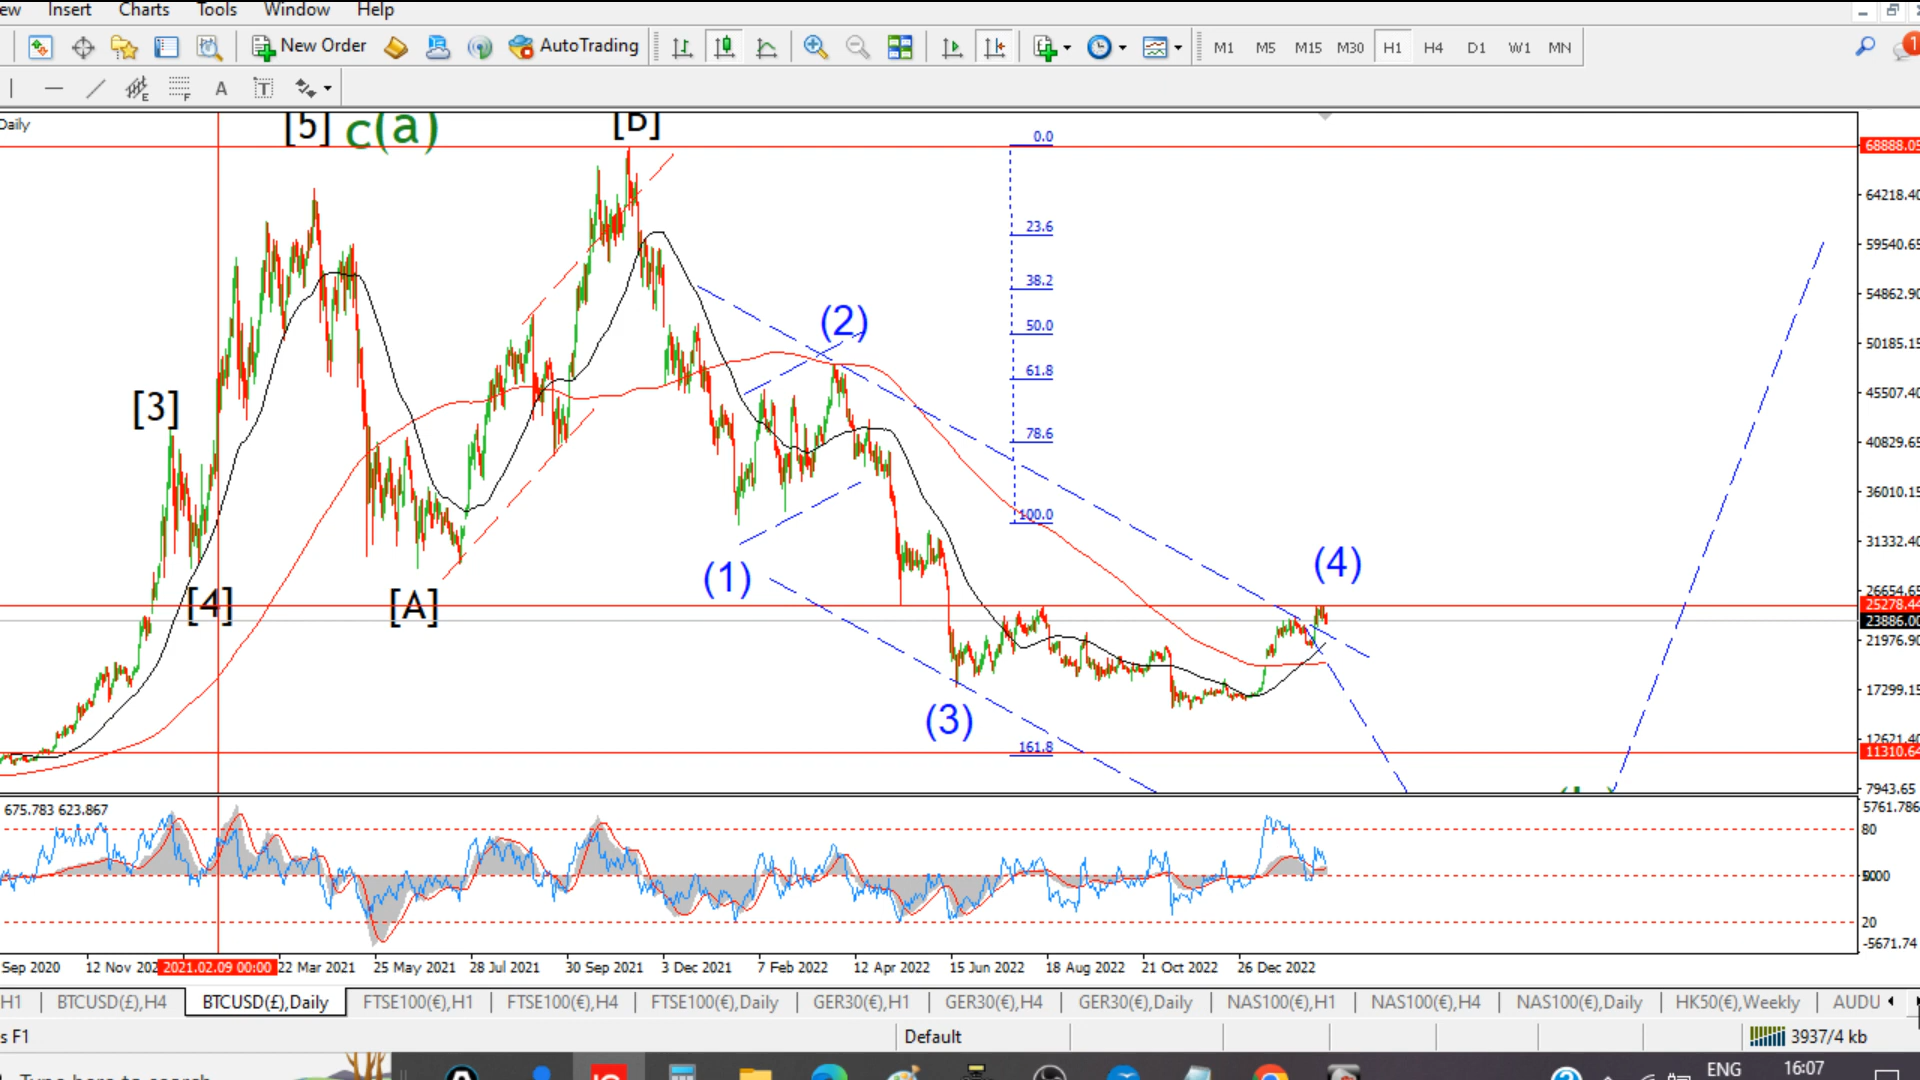 ew Insert Charts Tools Window Help
New Order AutoTrading M1 M5 M15 M30 H1 H4 D1 W1 MN 1
E F A T
Daily
[5] c(a) [B]
0.0
68888.05
64218.40
23.6
59540.65
38.2
54862.90
(2) 50.0
50185.15
61.8
45507.40
[3] 78.6
40829.65
36010.15
100.0
31332.40
(4)
(1)
26654.65
[4] [A] 25278.44
23886.00
21976.90
17299.15
(3)
161.8 12621.40
11310.64
7943.65
675.783 623.867 5761.786
80
20
-5671.74
Sep 2020 12 Nov 202 2021.02.09 00:00 22 Mar 2021 25 May 2021 28 Jul 2021 30 Sep 2021 3 Dec 2021 7 Feb 2022 12 Apr 2022 15 Jun 2022 18 Aug 2022 21 Oct 2022 26 Dec 2022
H1 BTCUSD(£),H4 BTCUSD(£),Daily FTSE100(€),H1 FTSE100(€),H4 FTSE100(€),Daily GER30(€),H1 GER30(€),H4 GER30(€),Daily NAS100(€),H1 NAS100(€),H4 NAS100(€),Daily HK50(€),Weekly AUDU
s F1 Default 3937/4 kb
Type here to search ENG 16:07